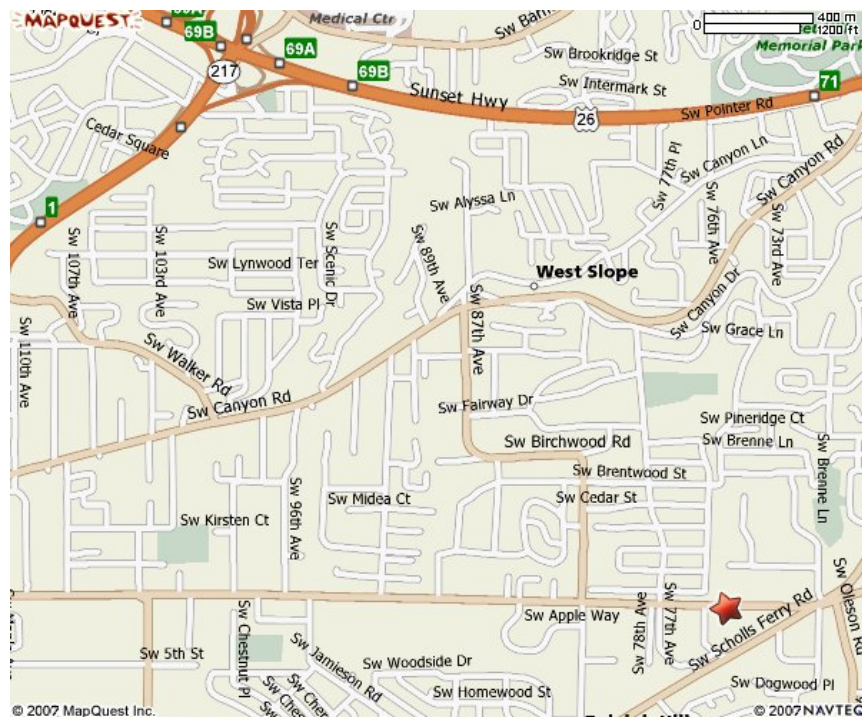 MAPQUEST
Medical Ctr
69B
69A
217
69B
Sunset Hwy
26
Sw Brookridge St
Sw Intermark St
0
400 m
1200 ft
Memorial Park
71
Sw Pointer Rd
Cedar Square
1
Sw Canyon Ln
Sw 77th Pl
Sw Canyon Rd
Sw 76th Ave
Sw 73rd Ave
Sw Alyssa Ln
Sw 107th Ave
Sw 103rd Ave
Sw Lynwood Ter
Sw Scenic Dr
Sw 89th Ave
West Slope
Sw Vista Pl
Sw 87th Ave
Sw Canyon Dr
Sw Grace Ln
Sw 110th Ave
Sw Walker Rd
Sw Canyon Rd
Sw Fairway Dr
Sw Pineridge Ct
Sw Birchwood Rd
Sw Brenne Ln
Sw Brentwood St
Sw Brenne Ln
Sw 96th Ave
Sw Midea Ct
Sw Cedar St
Sw Kirsten Ct
Sw Apple Way
Sw 78th Ave
Sw 77th Ave
Sw Scholls Ferry Rd
Sw Oleson Rd
Sw 5th St
Sw Chestnut Pl
Sw Jamieson Rd
Sw Woodside Dr
Sw Homewood St
Sw Dogwood Pl
© 2007 MapQuest Inc.
© 2007 NAVTEQ